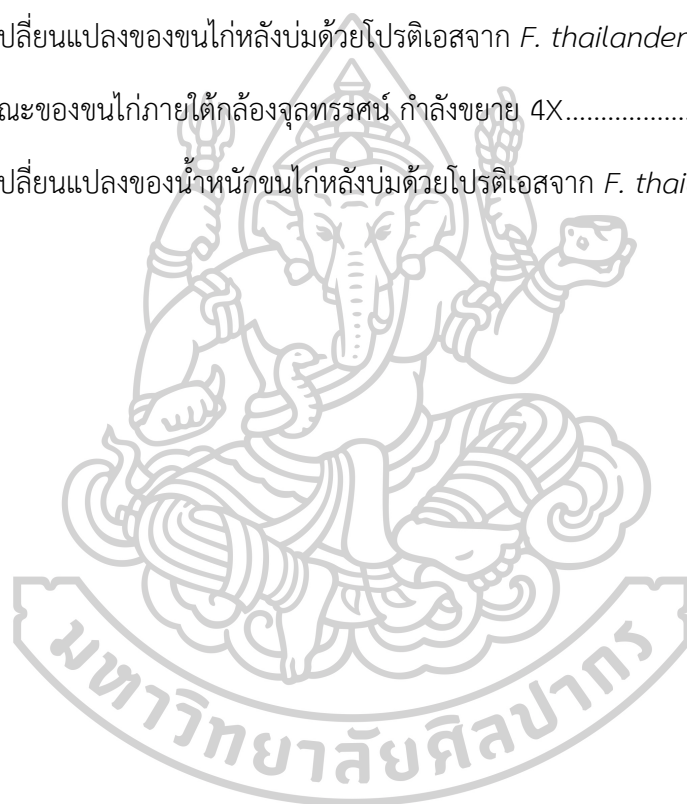 ปลี่ยนแปลงของขนไก่หลังบ่มด้วยโปรติเอสจาก F. thailander
ณะของขนไก่ภายใต้กล้องจุลทรรศน์ กำลังขยาย 4X..................
ปลี่ยนแปลงของน้ำหนักขนไก่หลังบ่มด้วยโปรติเอสจาก F. thai
มหาวิทยาลัยศิลปากร